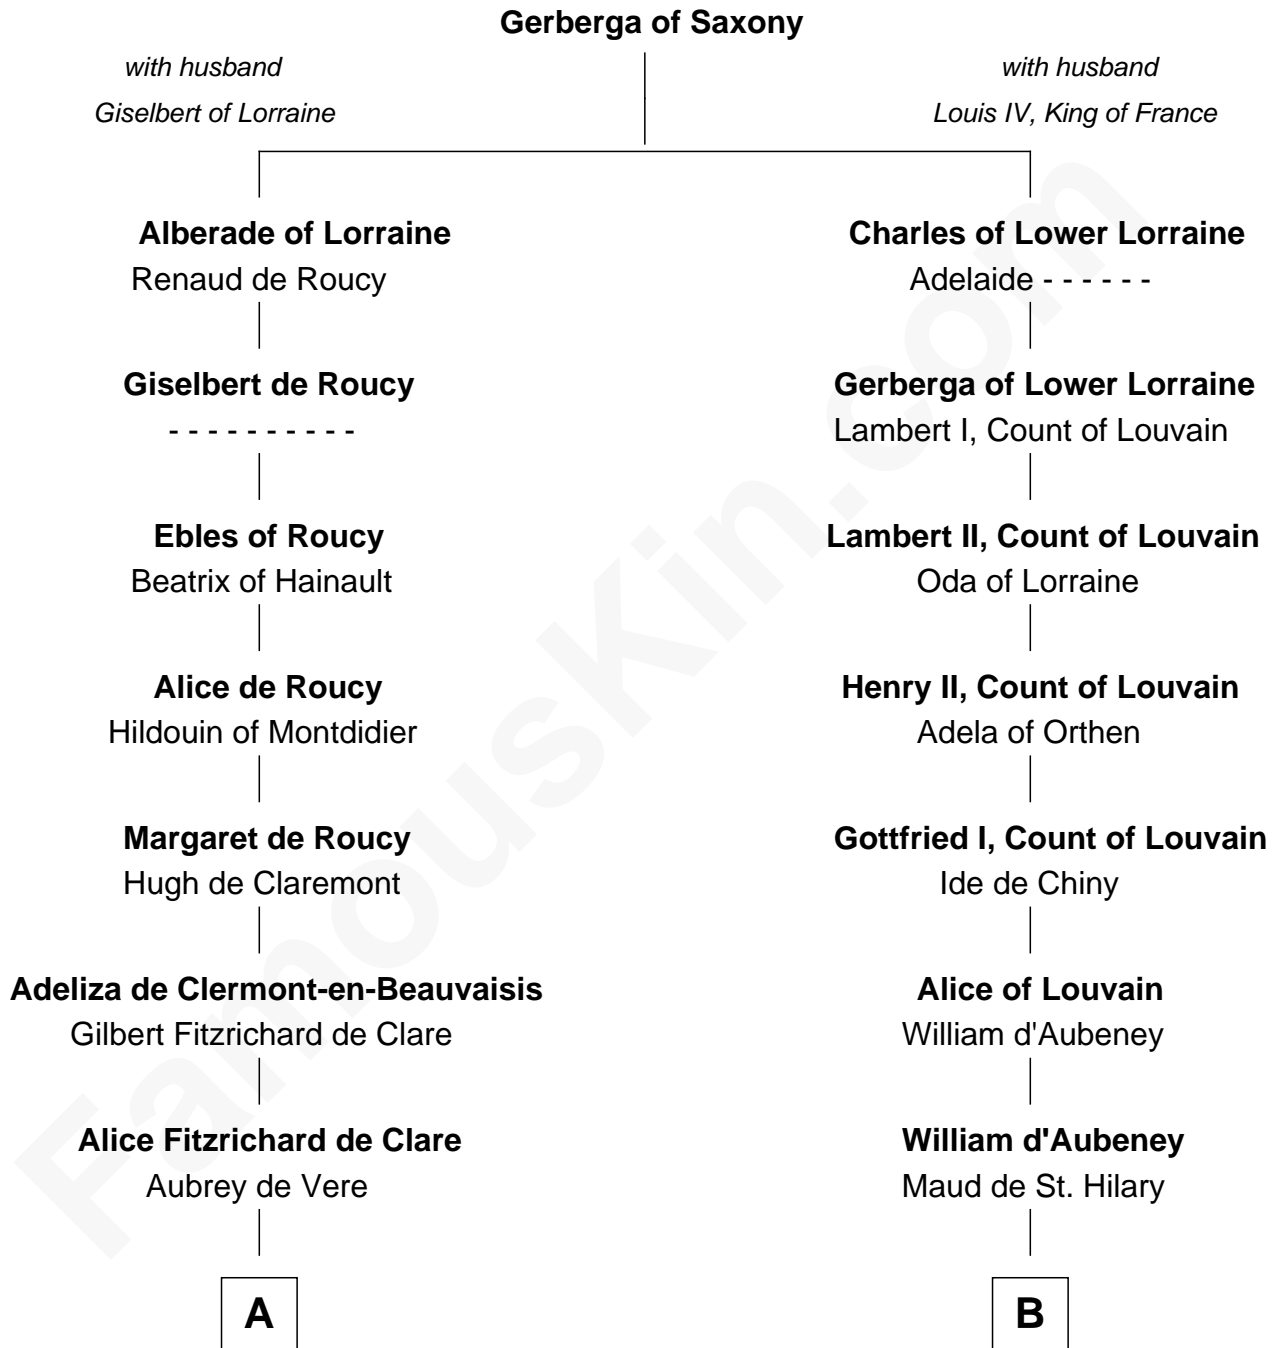 Gerberga of Saxony
with husband
Giselbert of Lorraine
with husband
Louis IV, King of France
Alberade of Lorraine
Renaud de Roucy
Giselbert de Roucy
- - - - - - - - - -
Ebles of Roucy
Beatrix of Hainault
Alice de Roucy
Hildouin of Montdidier
Margaret de Roucy
Hugh de Claremont
Adeliza de Clermont-en-Beauvaisis
Gilbert Fitzrichard de Clare
Alice Fitzrichard de Clare
Aubrey de Vere
A
Charles of Lower Lorraine
Adelaide - - - - - -
Gerberga of Lower Lorraine
Lambert I, Count of Louvain
Lambert II, Count of Louvain
Oda of Lorraine
Henry II, Count of Louvain
Adela of Orthen
Gottfried I, Count of Louvain
Ide de Chiny
Alice of Louvain
William d'Aubeney
William d'Aubeney
Maud de St. Hilary
B
FamousKin.com